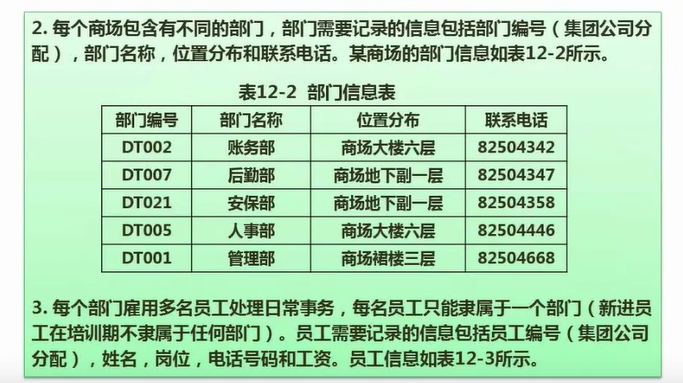 2. 每个商场包含有不同的部门，部门需要记录的信息包括部门编号（集团公司分
配），部门名称，位置分布和联系电话。某商场的部门信息如表12-2所示。
表12-2 部门信息表
部门编号 部门名称 位置分布 联系电话
DT002 账务部 商场大楼六层 82504342
DT007 后勤部 商场地下副一层 82504347
DT021 安保部 商场地下副一层 82504358
DT005 人事部 商场大楼六层 82504446
DT001 管理部 商场裙楼三层 82504668
3. 每个部门雇用多名员工处理日常事务，每名员工只能隶属于一个部门（新进员
工在培训期不隶属于任何部门）。员工需要记录的信息包括员工编号（集团公司
分配），姓名，岗位，电话号码和工资。员工信息如表12-3所示。